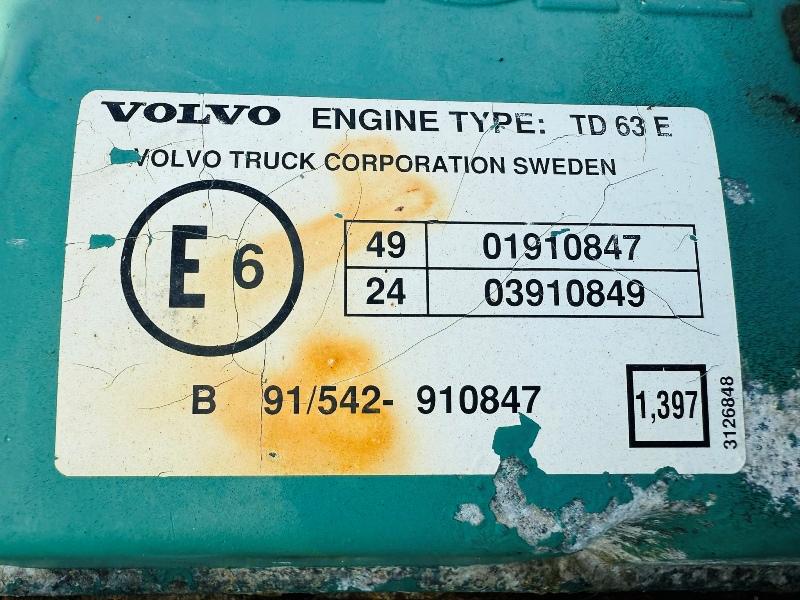 VOLVO ENGINE TYPE: TD 63 E
VOLVO TRUCK CORPORATION SWEDEN
E 6
49 01910847
24 03910849
B 91/542- 910847
1,397
3126848